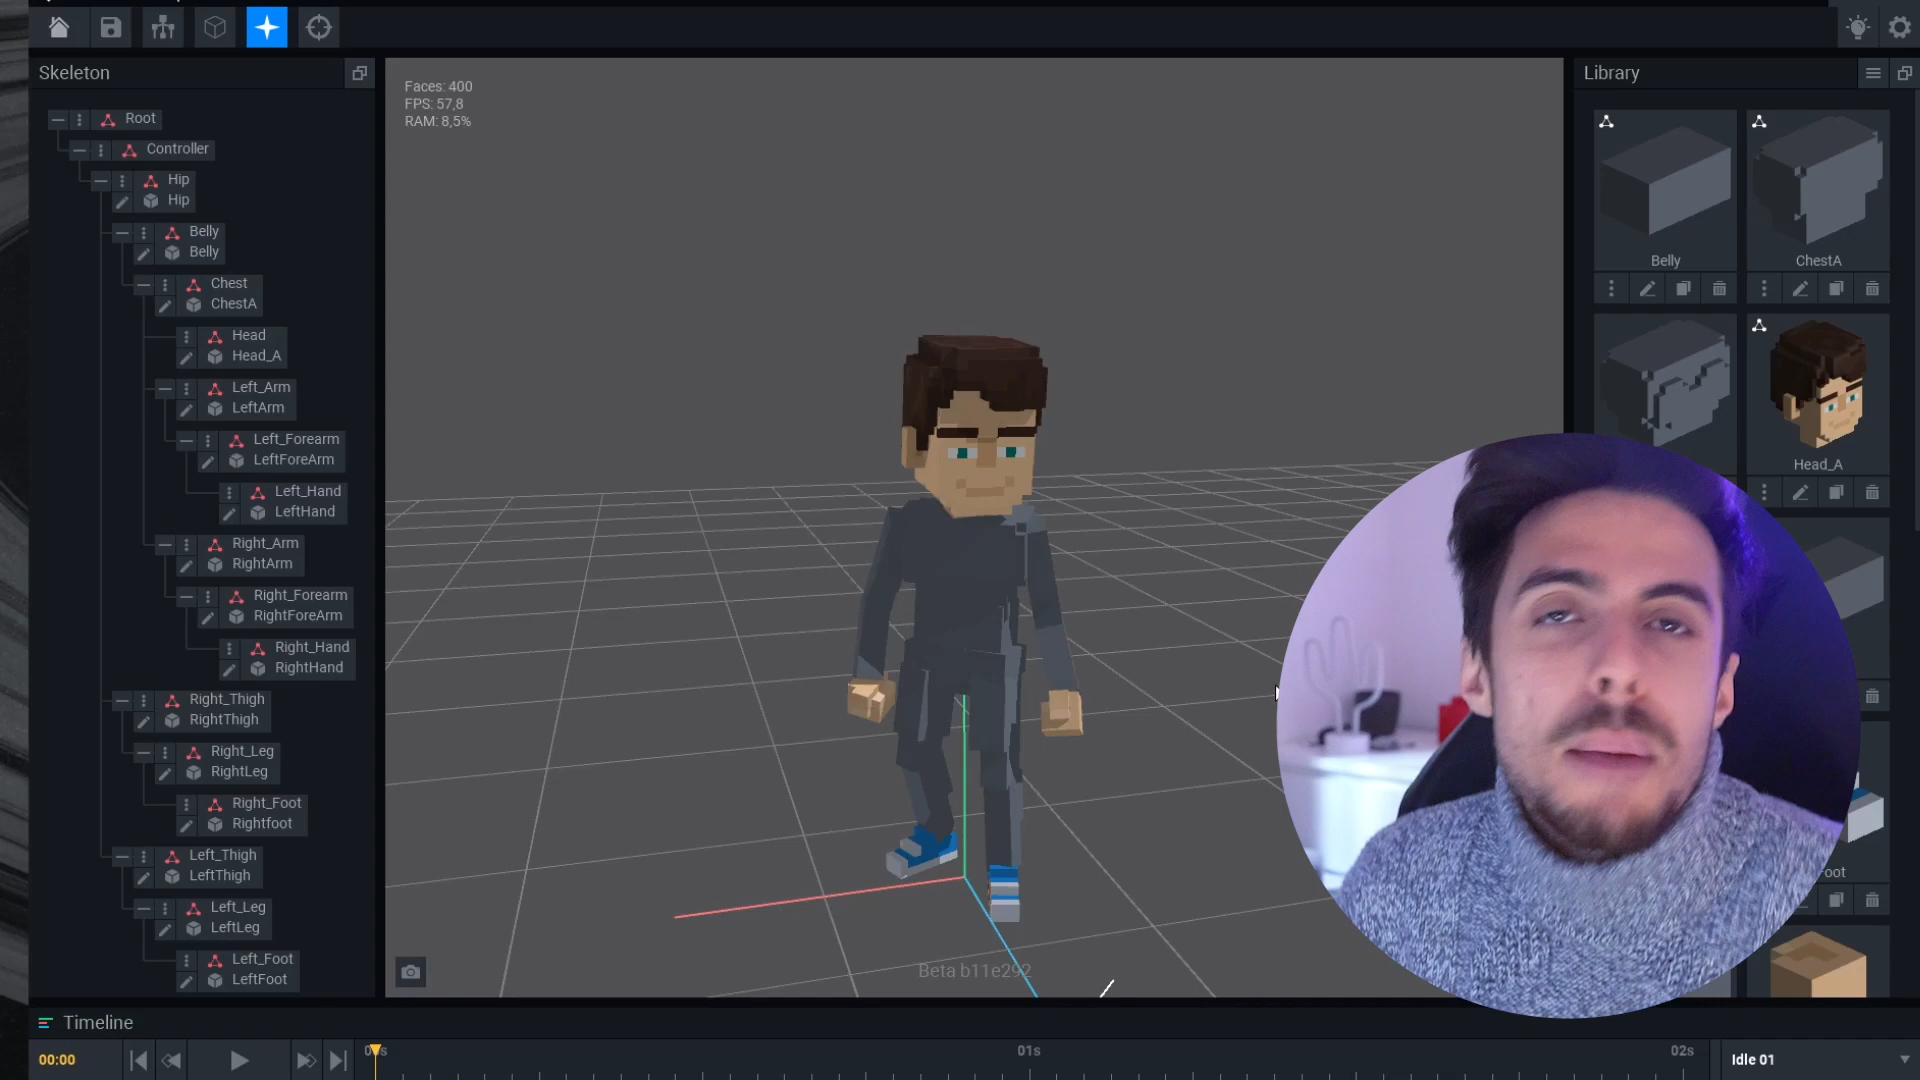 Skeleton
Root
Controller
Hip
Hip
Belly
Belly
Chest
ChestA
Head
Head_A
Left_Arm
LeftArm
Left_Forearm
LeftForeArm
Left_Hand
LeftHand
Right_Arm
RightArm
Right_Forearm
RightForeArm
Right_Hand
RightHand
Right_Thigh
RightThigh
Right_Leg
RightLeg
Right_Foot
Rightfoot
Left_Thigh
LeftThigh
Left_Leg
LeftLeg
Left_Foot
LeftFoot
Faces: 400
FPS: 57,8
RAM: 8,5%
Beta b11e292
Library
Belly
ChestA
Head_A
Foot
Timeline
00:00
01s
02s
Idle 01